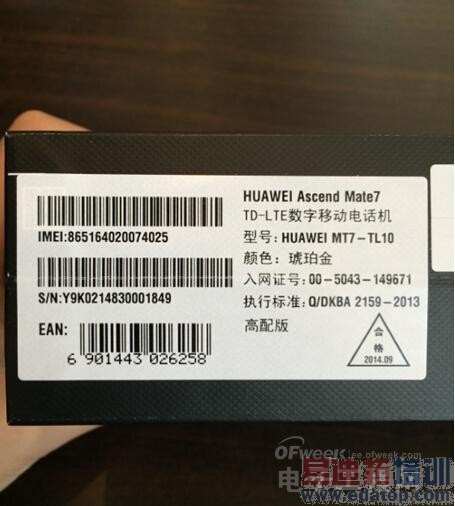 HUAWEI Ascend Mate7
TD-LTE数字移动电话机
IMEI:865164020074025
型号: HUAWEI MT7-TL10
颜色: 琥珀金
入网证号: 00-5043-149671
S/N:Y9K0214830001849
执行标准: Q/DKBA 2159-2013
高配版
EAN:
6 901443 026258
合
格
2014.09
OFweek
ee.ofweek.com
电
易迪拓培训
www.edatop.com